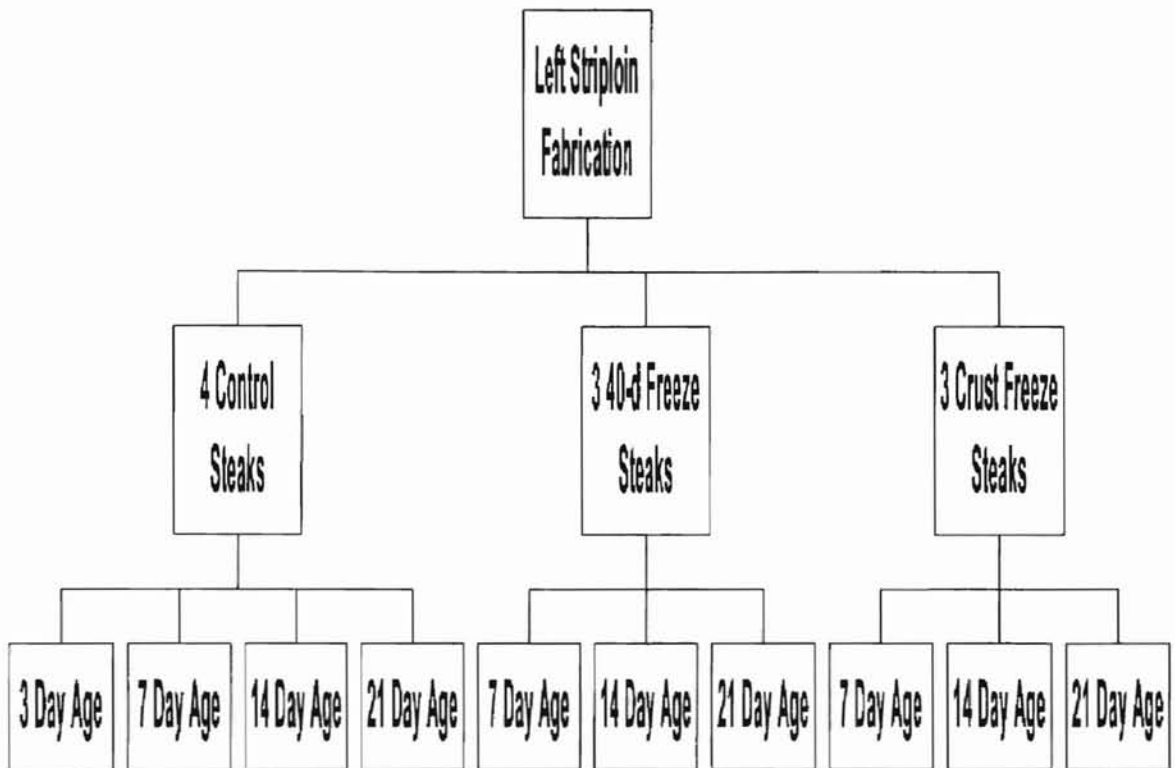 Left Striploin
Fabrication
4 Control
Steaks
3 40-d Freeze
Steaks
3 Crust Freeze
Steaks
3 Day Age
7 Day Age
14 Day Age
21 Day Age
7 Day Age
14 Day Age
21 Day Age
7 Day Age
14 Day Age
21 Day Age